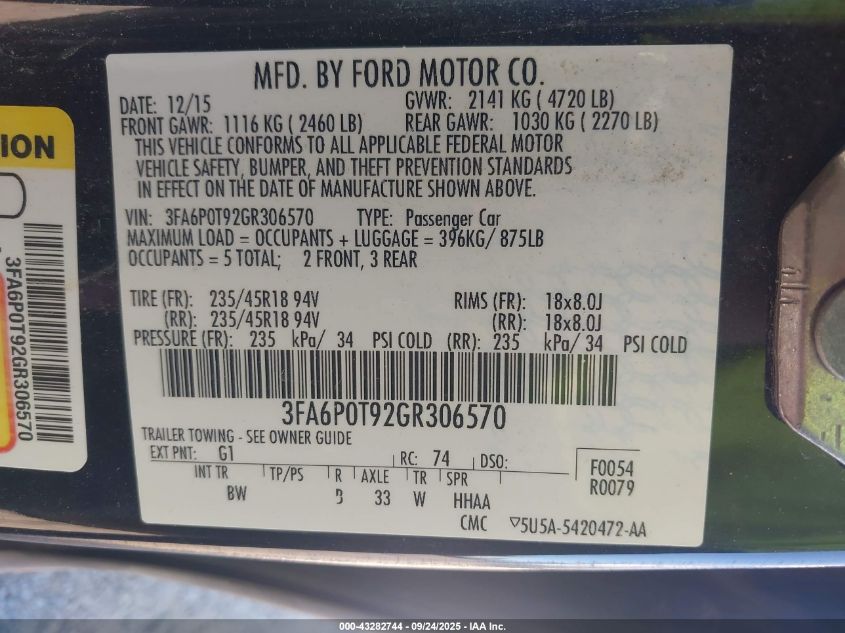 MFD. BY FORD MOTOR CO.
DATE: 12/15 GVWR: 2141 KG ( 4720 LB)
FRONT GAWR: 1116 KG ( 2460 LB) REAR GAWR: 1030 KG ( 2270 LB)
THIS VEHICLE CONFORMS TO ALL APPLICABLE FEDERAL MOTOR
VEHICLE SAFETY, BUMPER, AND THEFT PREVENTION STANDARDS
IN EFFECT ON THE DATE OF MANUFACTURE SHOWN ABOVE.
VIN: 3FA6P0T92GR306570 TYPE: Passenger Car
MAXIMUM LOAD = OCCUPANTS + LUGGAGE = 396KG/ 875LB
OCCUPANTS = 5 TOTAL; 2 FRONT, 3 REAR
TIRE (FR): 235/45R18 94V RIMS (FR): 18x8.0J
(RR): 235/45R18 94V (RR): 18x8.0J
PRESSURE (FR): 235 kPa/ 34 PSI COLD (RR): 235 kPa/ 34 PSI COLD
3FA6P0T92GR306570
TRAILER TOWING - SEE OWNER GUIDE
EXT PNT: G1 RC: 74 DSO:
INT TR TP/PS R AXLE TR SPR
BW B 33 W HHAA
F0054
R0079
CMC ▽5U5A-5420472-AA
ION
3FA6P0T92GR306570
000-43282744 - 09/24/2025 - IAA Inc.